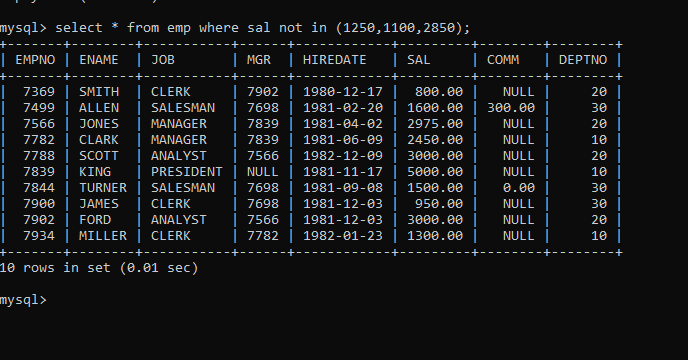 mysql> select * from emp where sal not in (1250,1100,2850);
+-------+--------+-----------+------+------------+---------+--------+--------+
| EMPNO | ENAME | JOB | MGR | HIREDATE | SAL | COMM | DEPTNO |
+-------+--------+-----------+------+------------+---------+--------+--------+
| 7369 | SMITH | CLERK | 7902 | 1980-12-17 | 800.00 | NULL | 20 |
| 7499 | ALLEN | SALESMAN | 7698 | 1981-02-20 | 1600.00 | 300.00 | 30 |
| 7566 | JONES | MANAGER | 7839 | 1981-04-02 | 2975.00 | NULL | 20 |
| 7782 | CLARK | MANAGER | 7839 | 1981-06-09 | 2450.00 | NULL | 10 |
| 7788 | SCOTT | ANALYST | 7566 | 1982-12-09 | 3000.00 | NULL | 20 |
| 7839 | KING | PRESIDENT | NULL | 1981-11-17 | 5000.00 | NULL | 10 |
| 7844 | TURNER | SALESMAN | 7698 | 1981-09-08 | 1500.00 | 0.00 | 30 |
| 7900 | JAMES | CLERK | 7698 | 1981-12-03 | 950.00 | NULL | 30 |
| 7902 | FORD | ANALYST | 7566 | 1981-12-03 | 3000.00 | NULL | 20 |
| 7934 | MILLER | CLERK | 7782 | 1982-01-23 | 1300.00 | NULL | 10 |
+-------+--------+-----------+------+------------+---------+--------+--------+
10 rows in set (0.01 sec)
mysql>